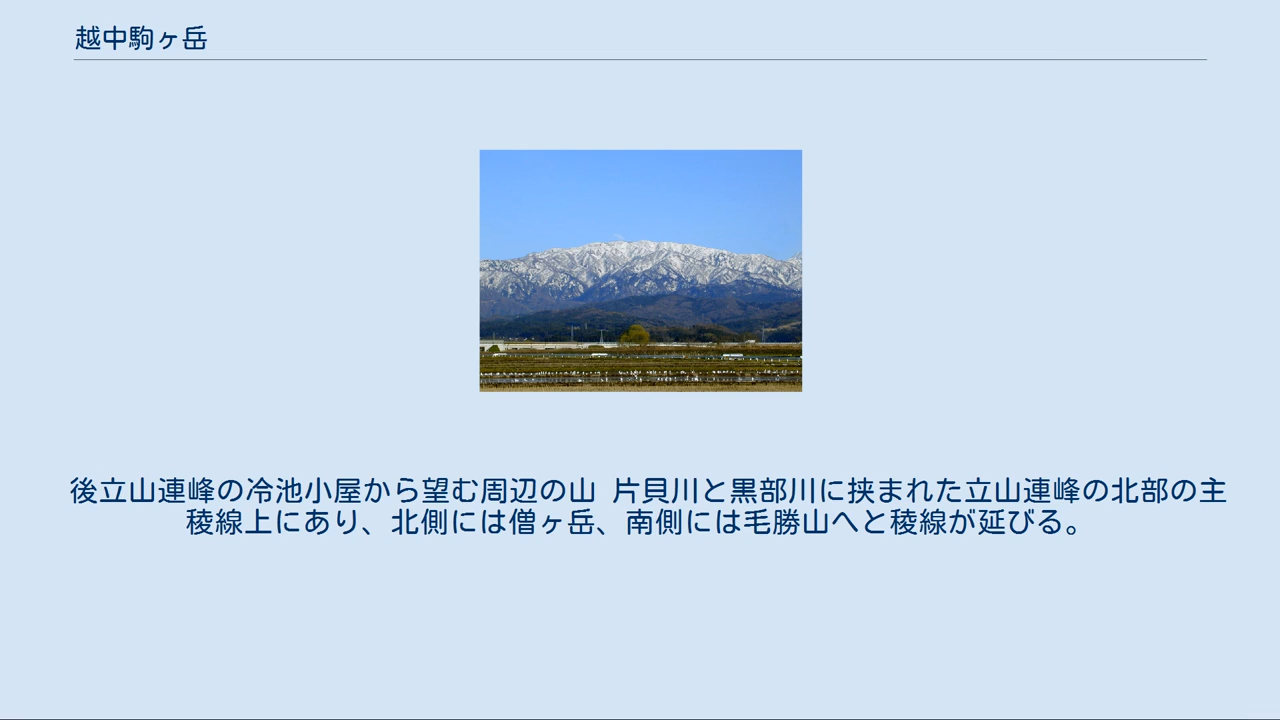 越中駒ヶ岳
後立山連峰の冷池小屋から望む周辺の山 片貝川と黒部川に挟まれた立山連峰の北部の主
稜線上にあり、北側には僧ヶ岳、南側には毛勝山へと稜線が延びる。